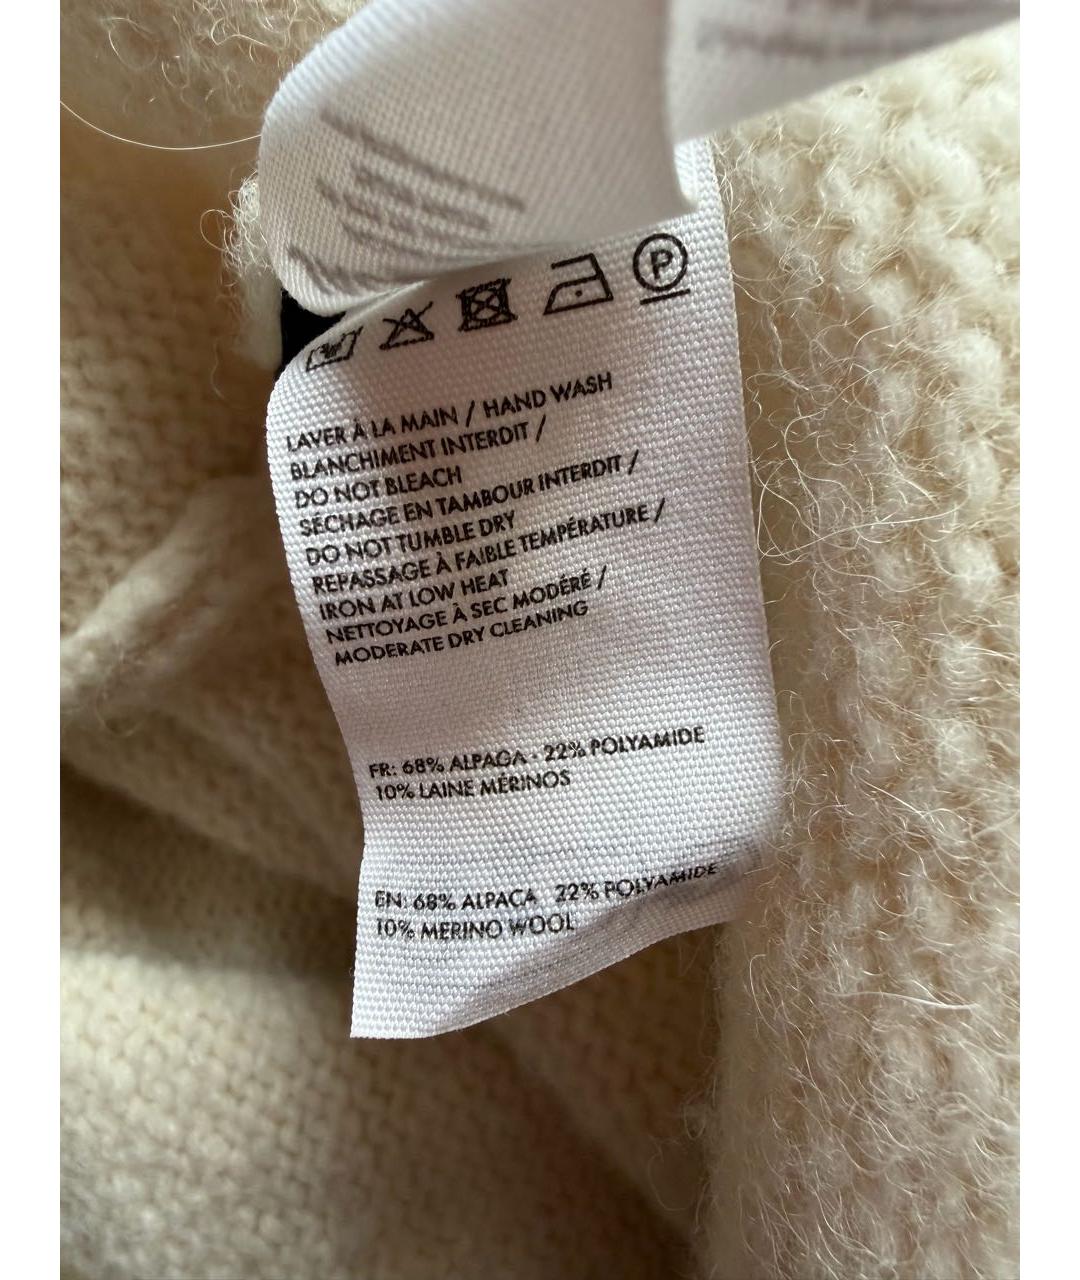 P
LAVER À LA MAIN / HAND WASH
BLANCHIMENT INTERDIT /
DO NOT BLEACH
SÉCHAGE EN TAMBOUR INTERDIT /
DO NOT TUMBLE DRY
REPASSAGE À FAIBLE TEMPÉRATURE /
IRON AT LOW HEAT
NETTOYAGE À SEC MODÉRÉ /
MODERATE DRY CLEANING
FR: 68% ALPAGA - 22% POLYAMIDE
10% LAINE MÉRINOS
EN: 68% ALPACA 22% POLYAMIDE
10% MERINO WOOL